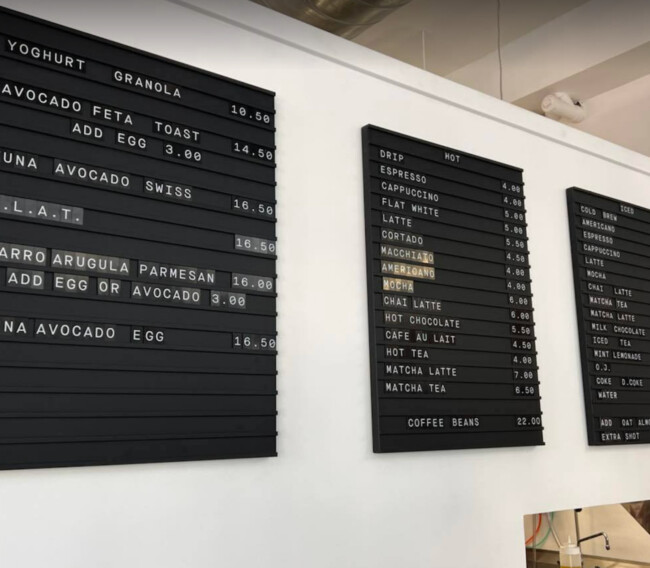 YOGHURT GRANOLA 10.50
AVOCADO FETA TOAST 14.50
ADD EGG 3.00
UNA AVOCADO SWISS 16.50
.L.A.T. 16.50
ARRO ARUGULA PARMESAN 16.00
ADD EGG OR AVOCADO 3.00
NA AVOCADO EGG 16.50
DRIP HOT 4.00
ESPRESSO 4.00
CAPPUCCINO 5.00
FLAT WHITE 5.00
LATTE 5.50
CORTADO 4.50
MACCHIATO 4.00
AMERICANO 4.00
MOCHA 6.00
CHAI LATTE 6.00
HOT CHOCOLATE 5.50
CAFE AU LAIT 4.50
HOT TEA 4.00
MATCHA LATTE 7.00
MATCHA TEA 6.50
COFFEE BEANS 22.00
COLD BREW ICED
AMERICANO
ESPRESSO
CAPPUCCINO
LATTE
MOCHA
CHAI LATTE
MATCHA TEA
MATCHA LATTE
MILK CHOCOLATE
ICED TEA
MINT LEMONADE
O.J.
COKE D.COKE
WATER
ADD OAT ALM
EXTRA SHOT